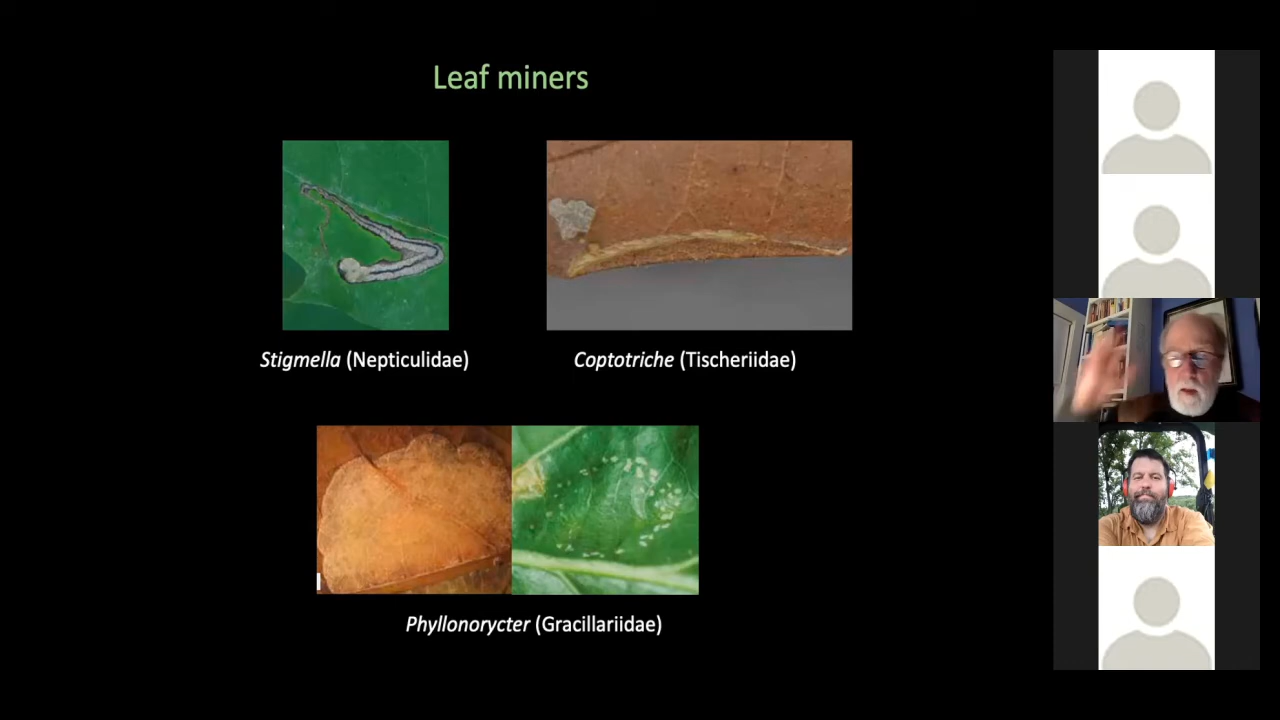 Leaf miners
Stigmella (Nepticulidae)
Coptotriche (Tischeriidae)
Phyllonorycter (Gracillariidae)